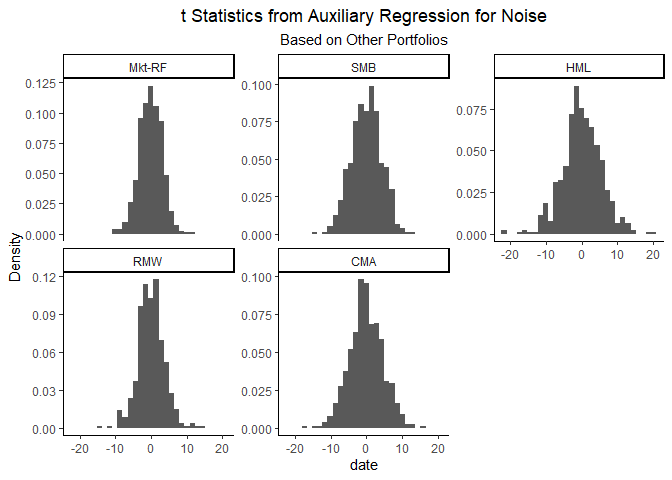 t Statistics from Auxiliary Regression for Noise
Based on Other Portfolios
Mkt-RF
SMB
HML
0.125
0.100
0.075
0.050
0.025
0.000
0.100
0.075
0.050
0.025
0.000
0.075
0.050
0.025
0.000
-20 -10 0 10 20
Density
RMW
CMA
0.12
0.09
0.06
0.03
0.00
0.100
0.075
0.050
0.025
0.000
-20 -10 0 10 20
-20 -10 0 10 20
date